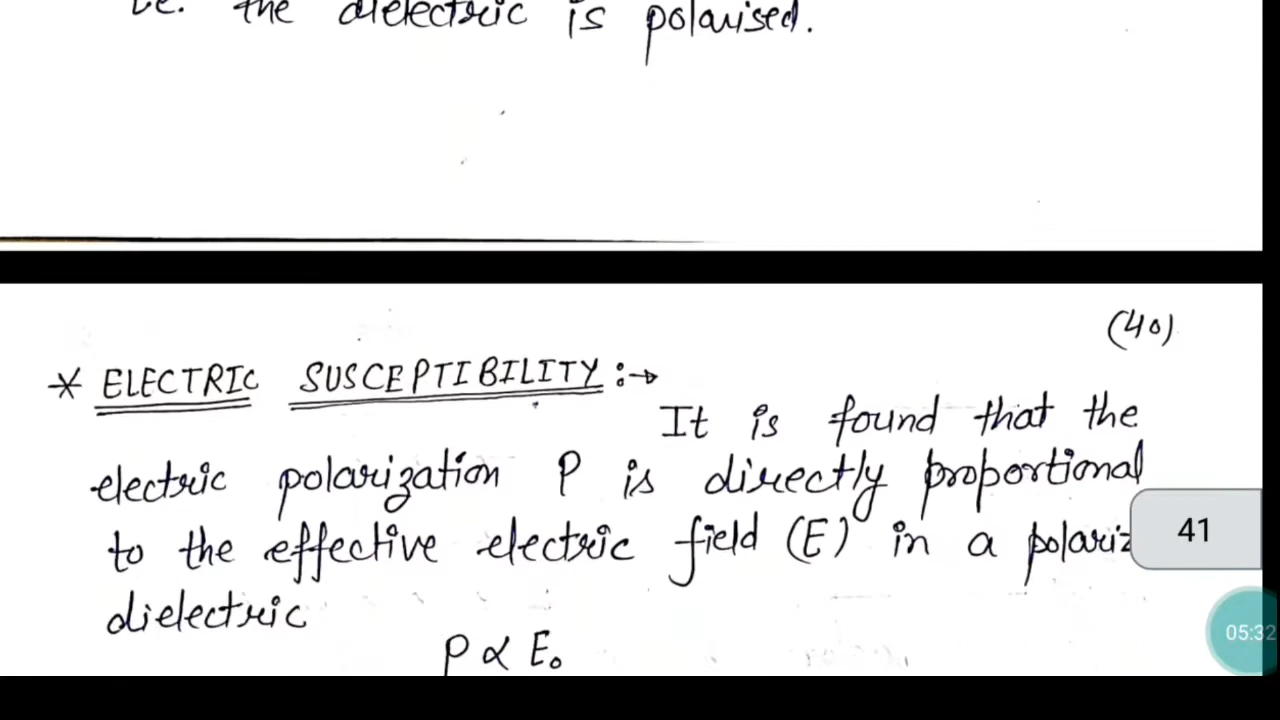 i.e. the dielectric is polarised.
(40)
* ELECTRIC SUSCEPTIBILITY :→
It is found that the
electric polarization P is directly proportional
to the effective electric field (E) in a polariz
41
dielectric
05:32
P ∝ E₀